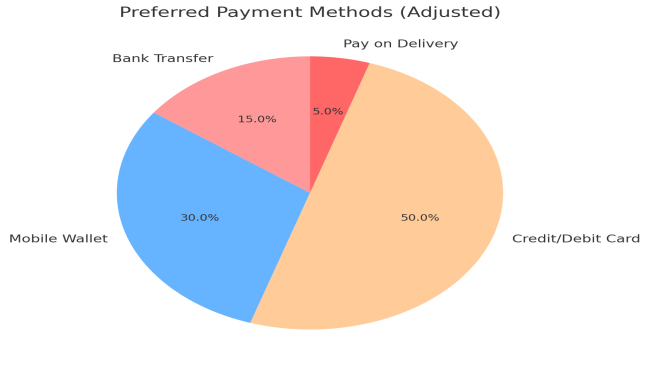 Preferred Payment Methods (Adjusted)
Pay on Delivery
Bank Transfer
5.0%
15.0%
30.0%
50.0%
Mobile Wallet
Credit/Debit Card